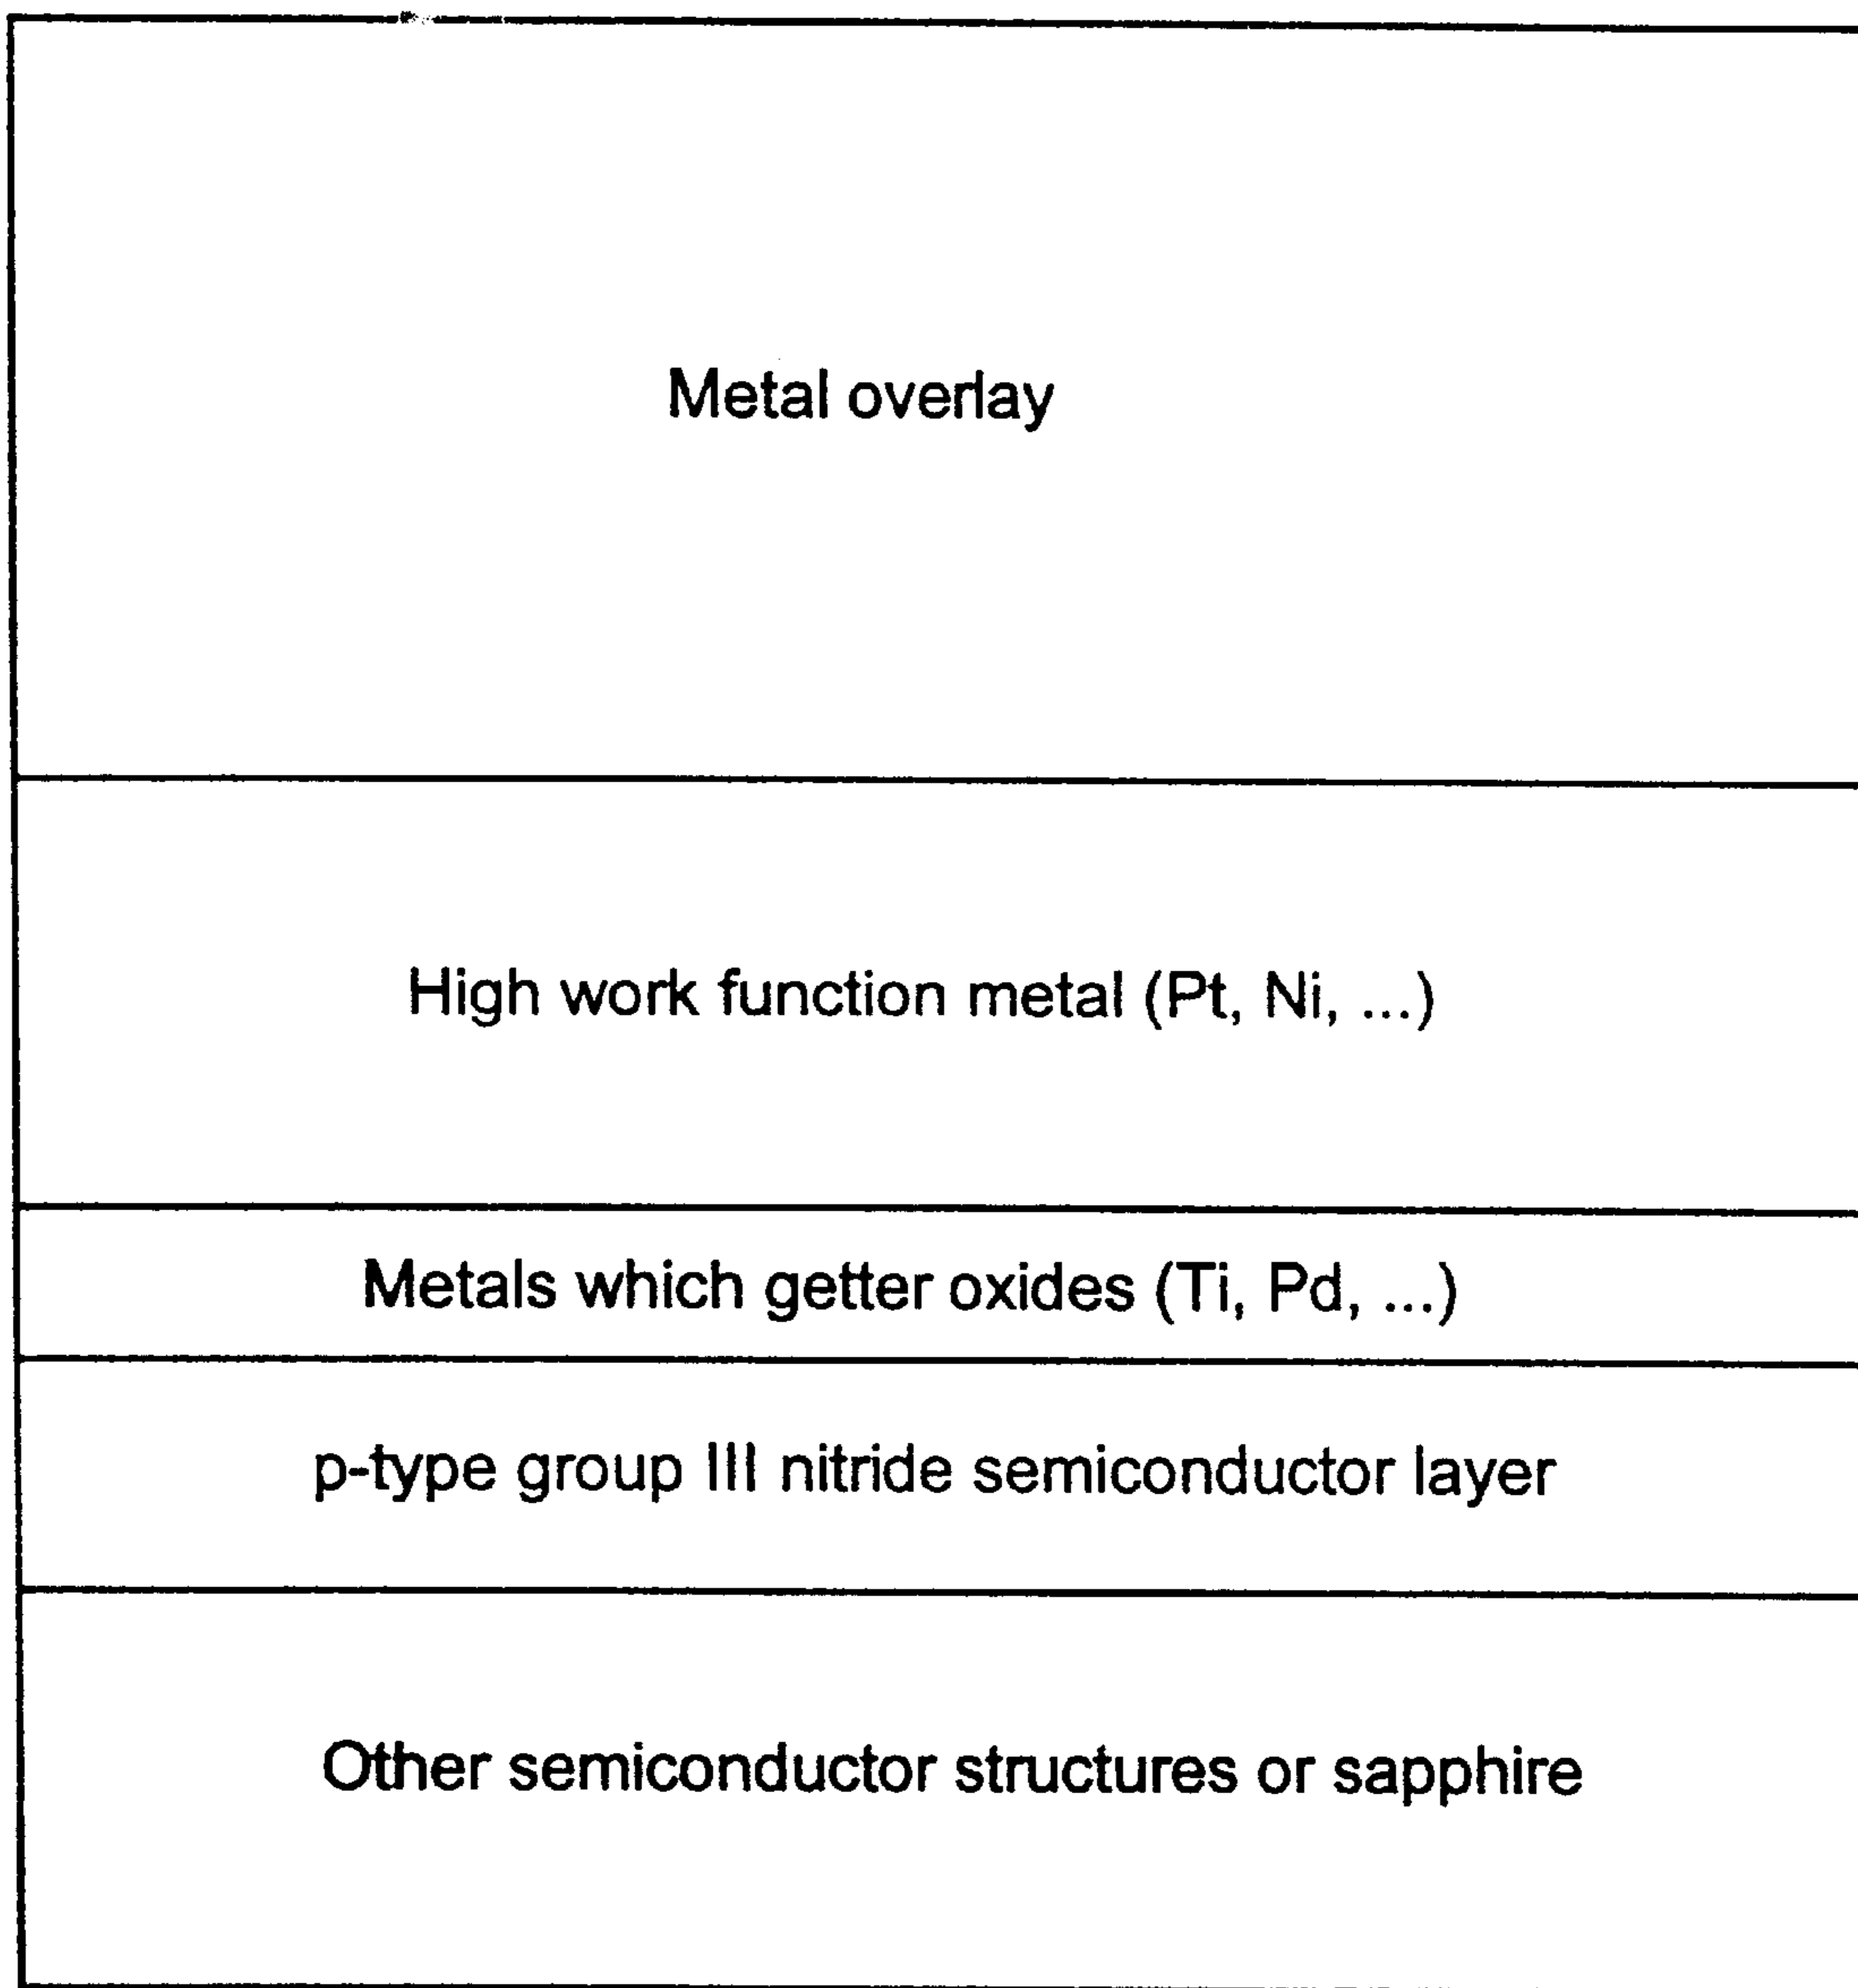 Metal overlay
High work function metal (Pt, Ni, ...)
Metals which getter oxides (Ti, Pd, ...)
p-type group III nitride semiconductor layer
Other semiconductor structures or sapphire